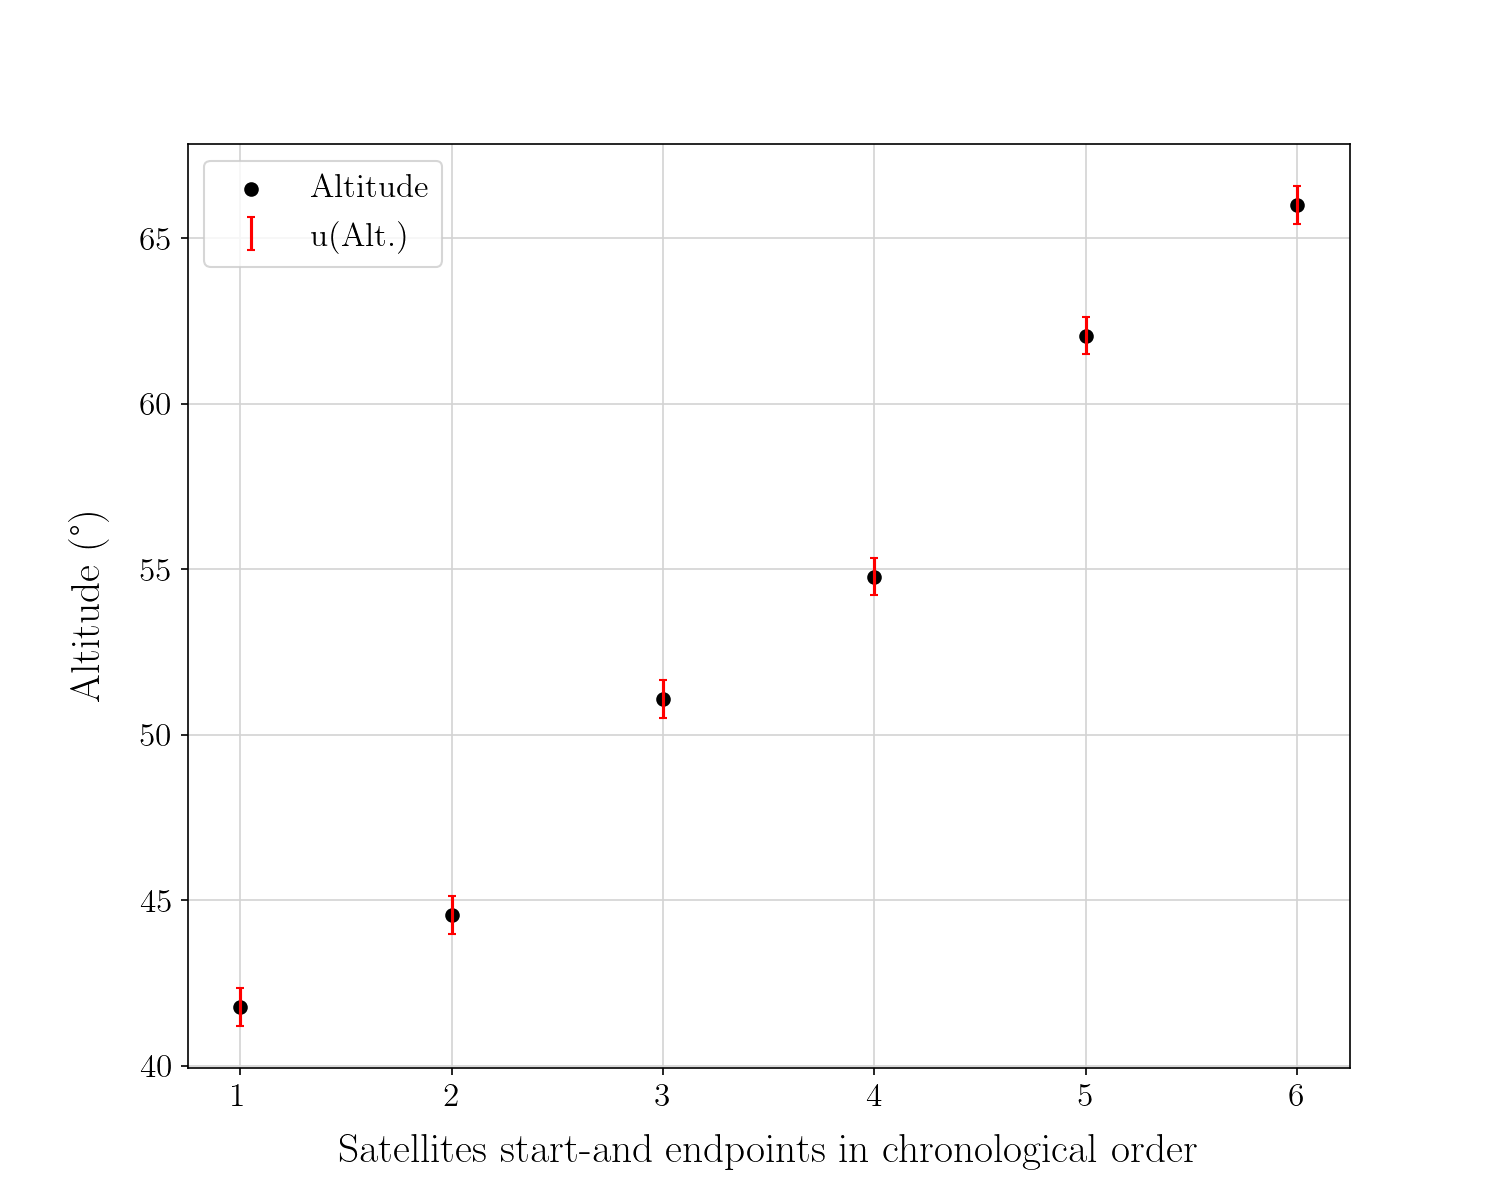 Altitude
u(Alt.)
65
60
55
50
45
40
Altitude (°)
1 2 3 4 5 6
Satellites start-and endpoints in chronological order